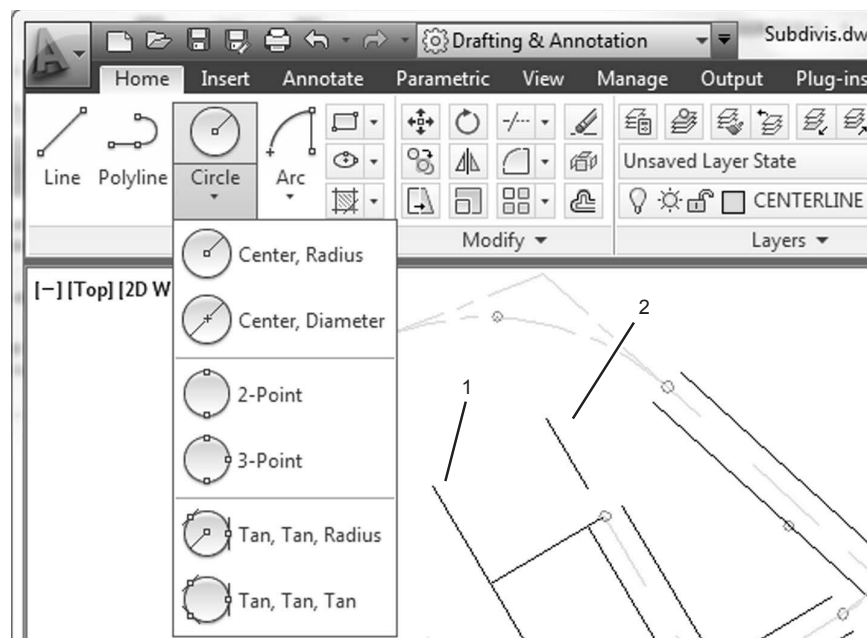 Drafting & Annotation
Subdivis.dw
Home Insert Annotate Parametric View Manage Output Plug-ins
Line Polyline Circle Arc
Unsaved Layer State
CENTERLINE
Modify
Layers
Center, Radius
Center, Diameter
2-Point
3-Point
Tan, Tan, Radius
Tan, Tan, Tan
[−] [Top] [2D W
1
2